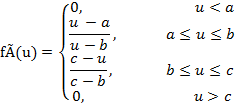 fÃ(u) = { 0, u < a
(u − a)/(u − b), a ≤ u ≤ b
(c − u)/(c − b), b ≤ u ≤ c
0, u > c